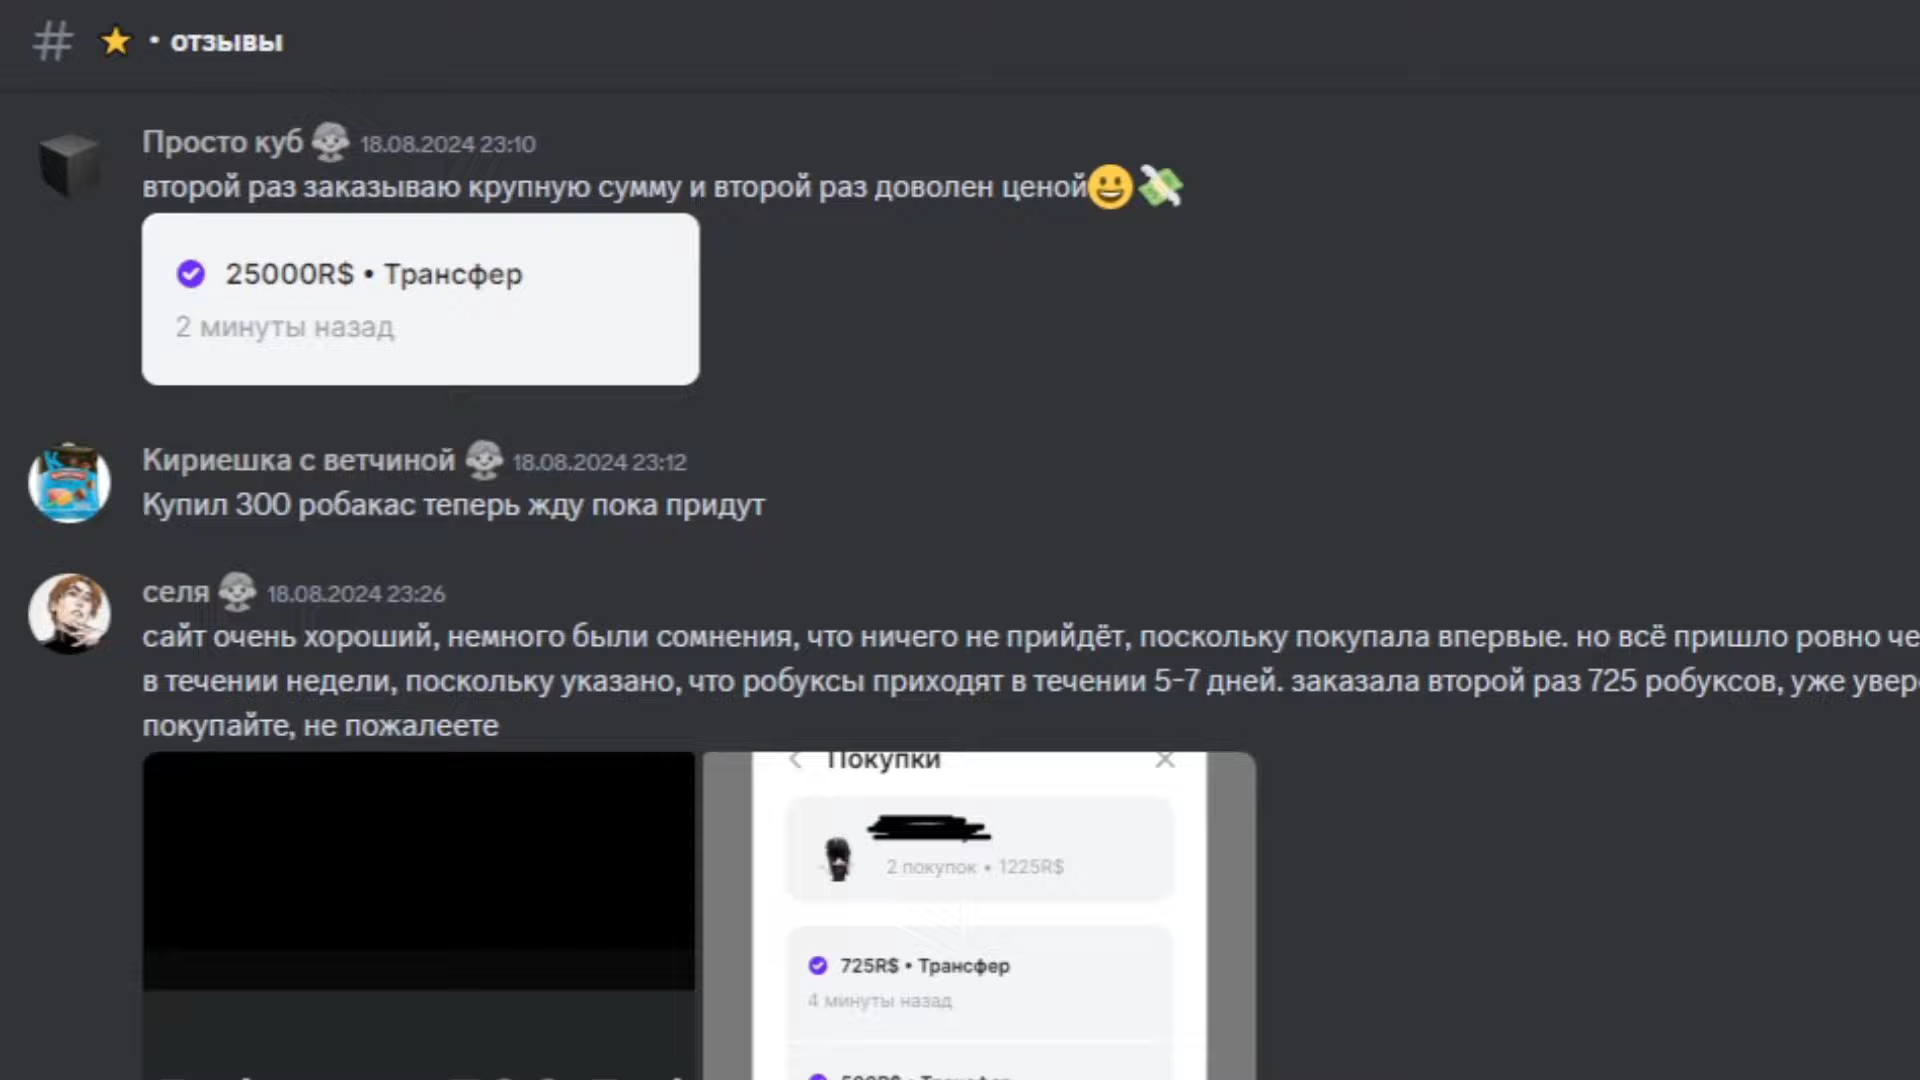 # ⭐ • отзывы
Просто куб 18.08.2024 23:10
второй раз заказываю крупную сумму и второй раз доволен ценой😀💸
25000R$ • Трансфер
2 минуты назад
Кириешка с ветчиной 18.08.2024 23:12
Купил 300 робакас теперь жду пока придут
селя 18.08.2024 23:26
сайт очень хороший, немного были сомнения, что ничего не прийдёт, поскольку покупала впервые. но всё пришло ровно
в течении недели, поскольку указано, что робуксы приходят в течении 5-7 дней. заказала второй раз 725 робуксов, уже
покупайте, не пожалеете
Покупки
2 покупок • 1225R$
725R$ • Трансфер
4 минуты назад